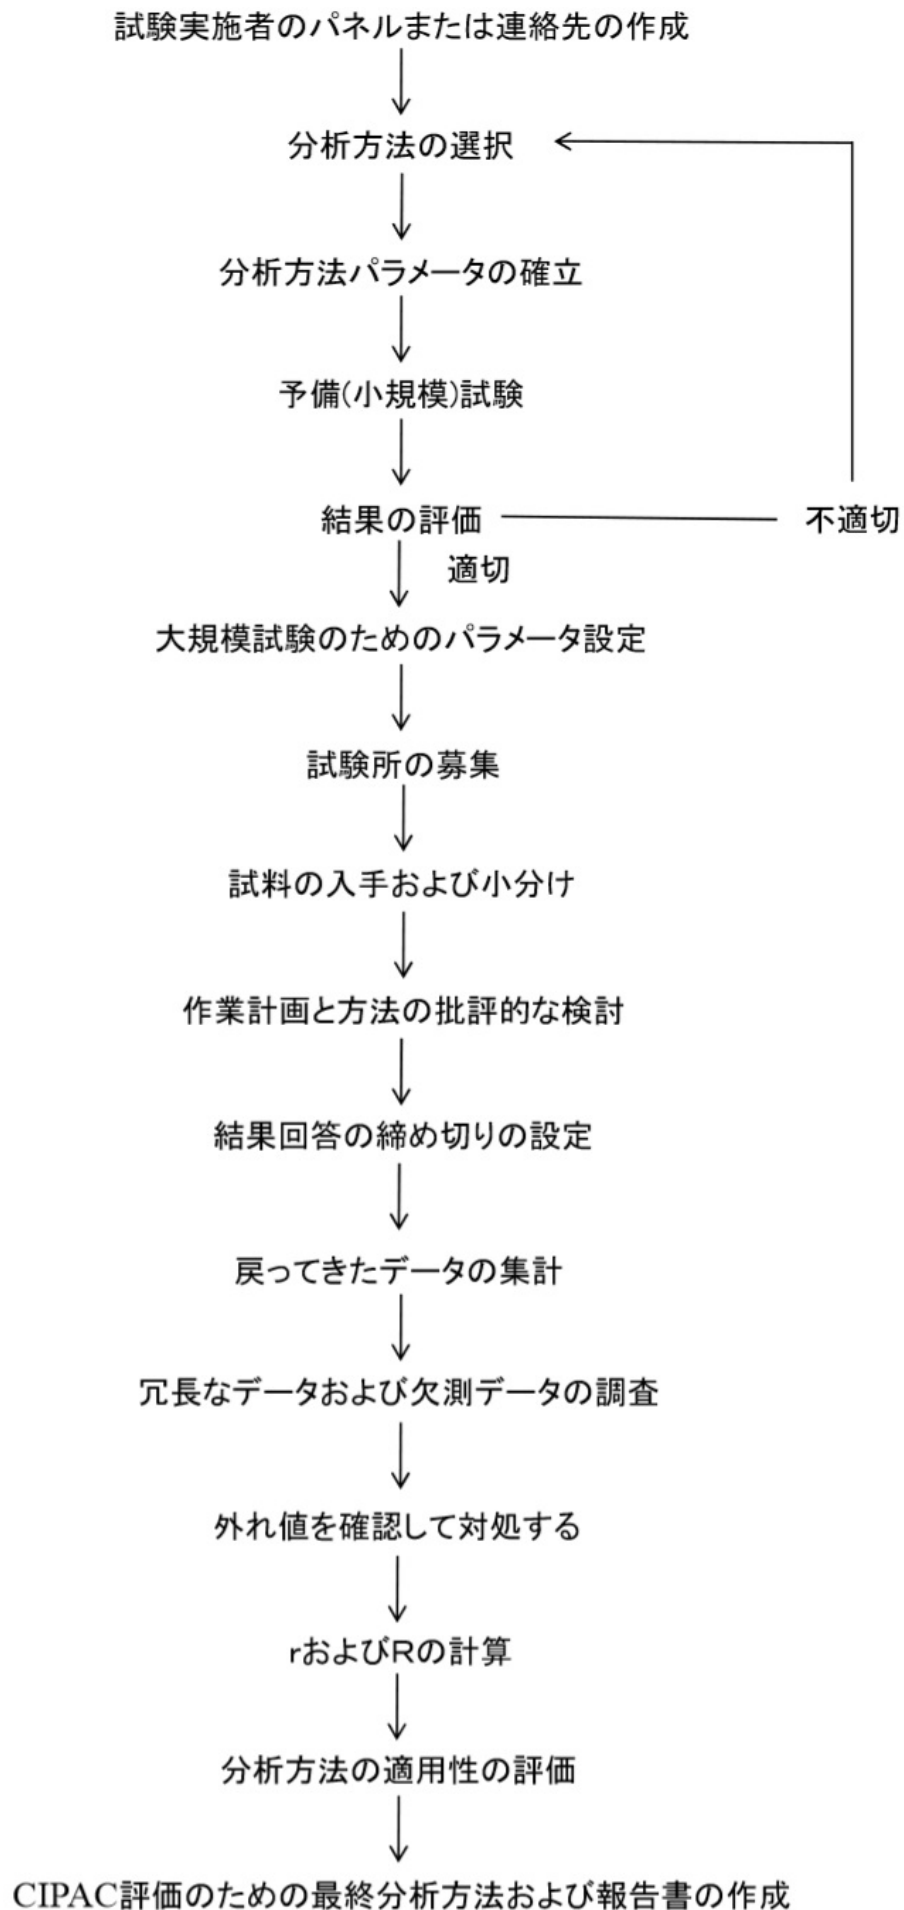 試験実施者のパネルまたは連絡先の作成
分析方法の選択
分析方法パラメータの確立
予備(小規模)試験
結果の評価
不適切
適切
大規模試験のためのパラメータ設定
試験所の募集
試料の入手および小分け
作業計画と方法の批評的な検討
結果回答の締め切りの設定
戻ってきたデータの集計
冗長なデータおよび欠測データの調査
外れ値を確認して対処する
rおよびRの計算
分析方法の適用性の評価
CIPAC評価のための最終分析方法および報告書の作成